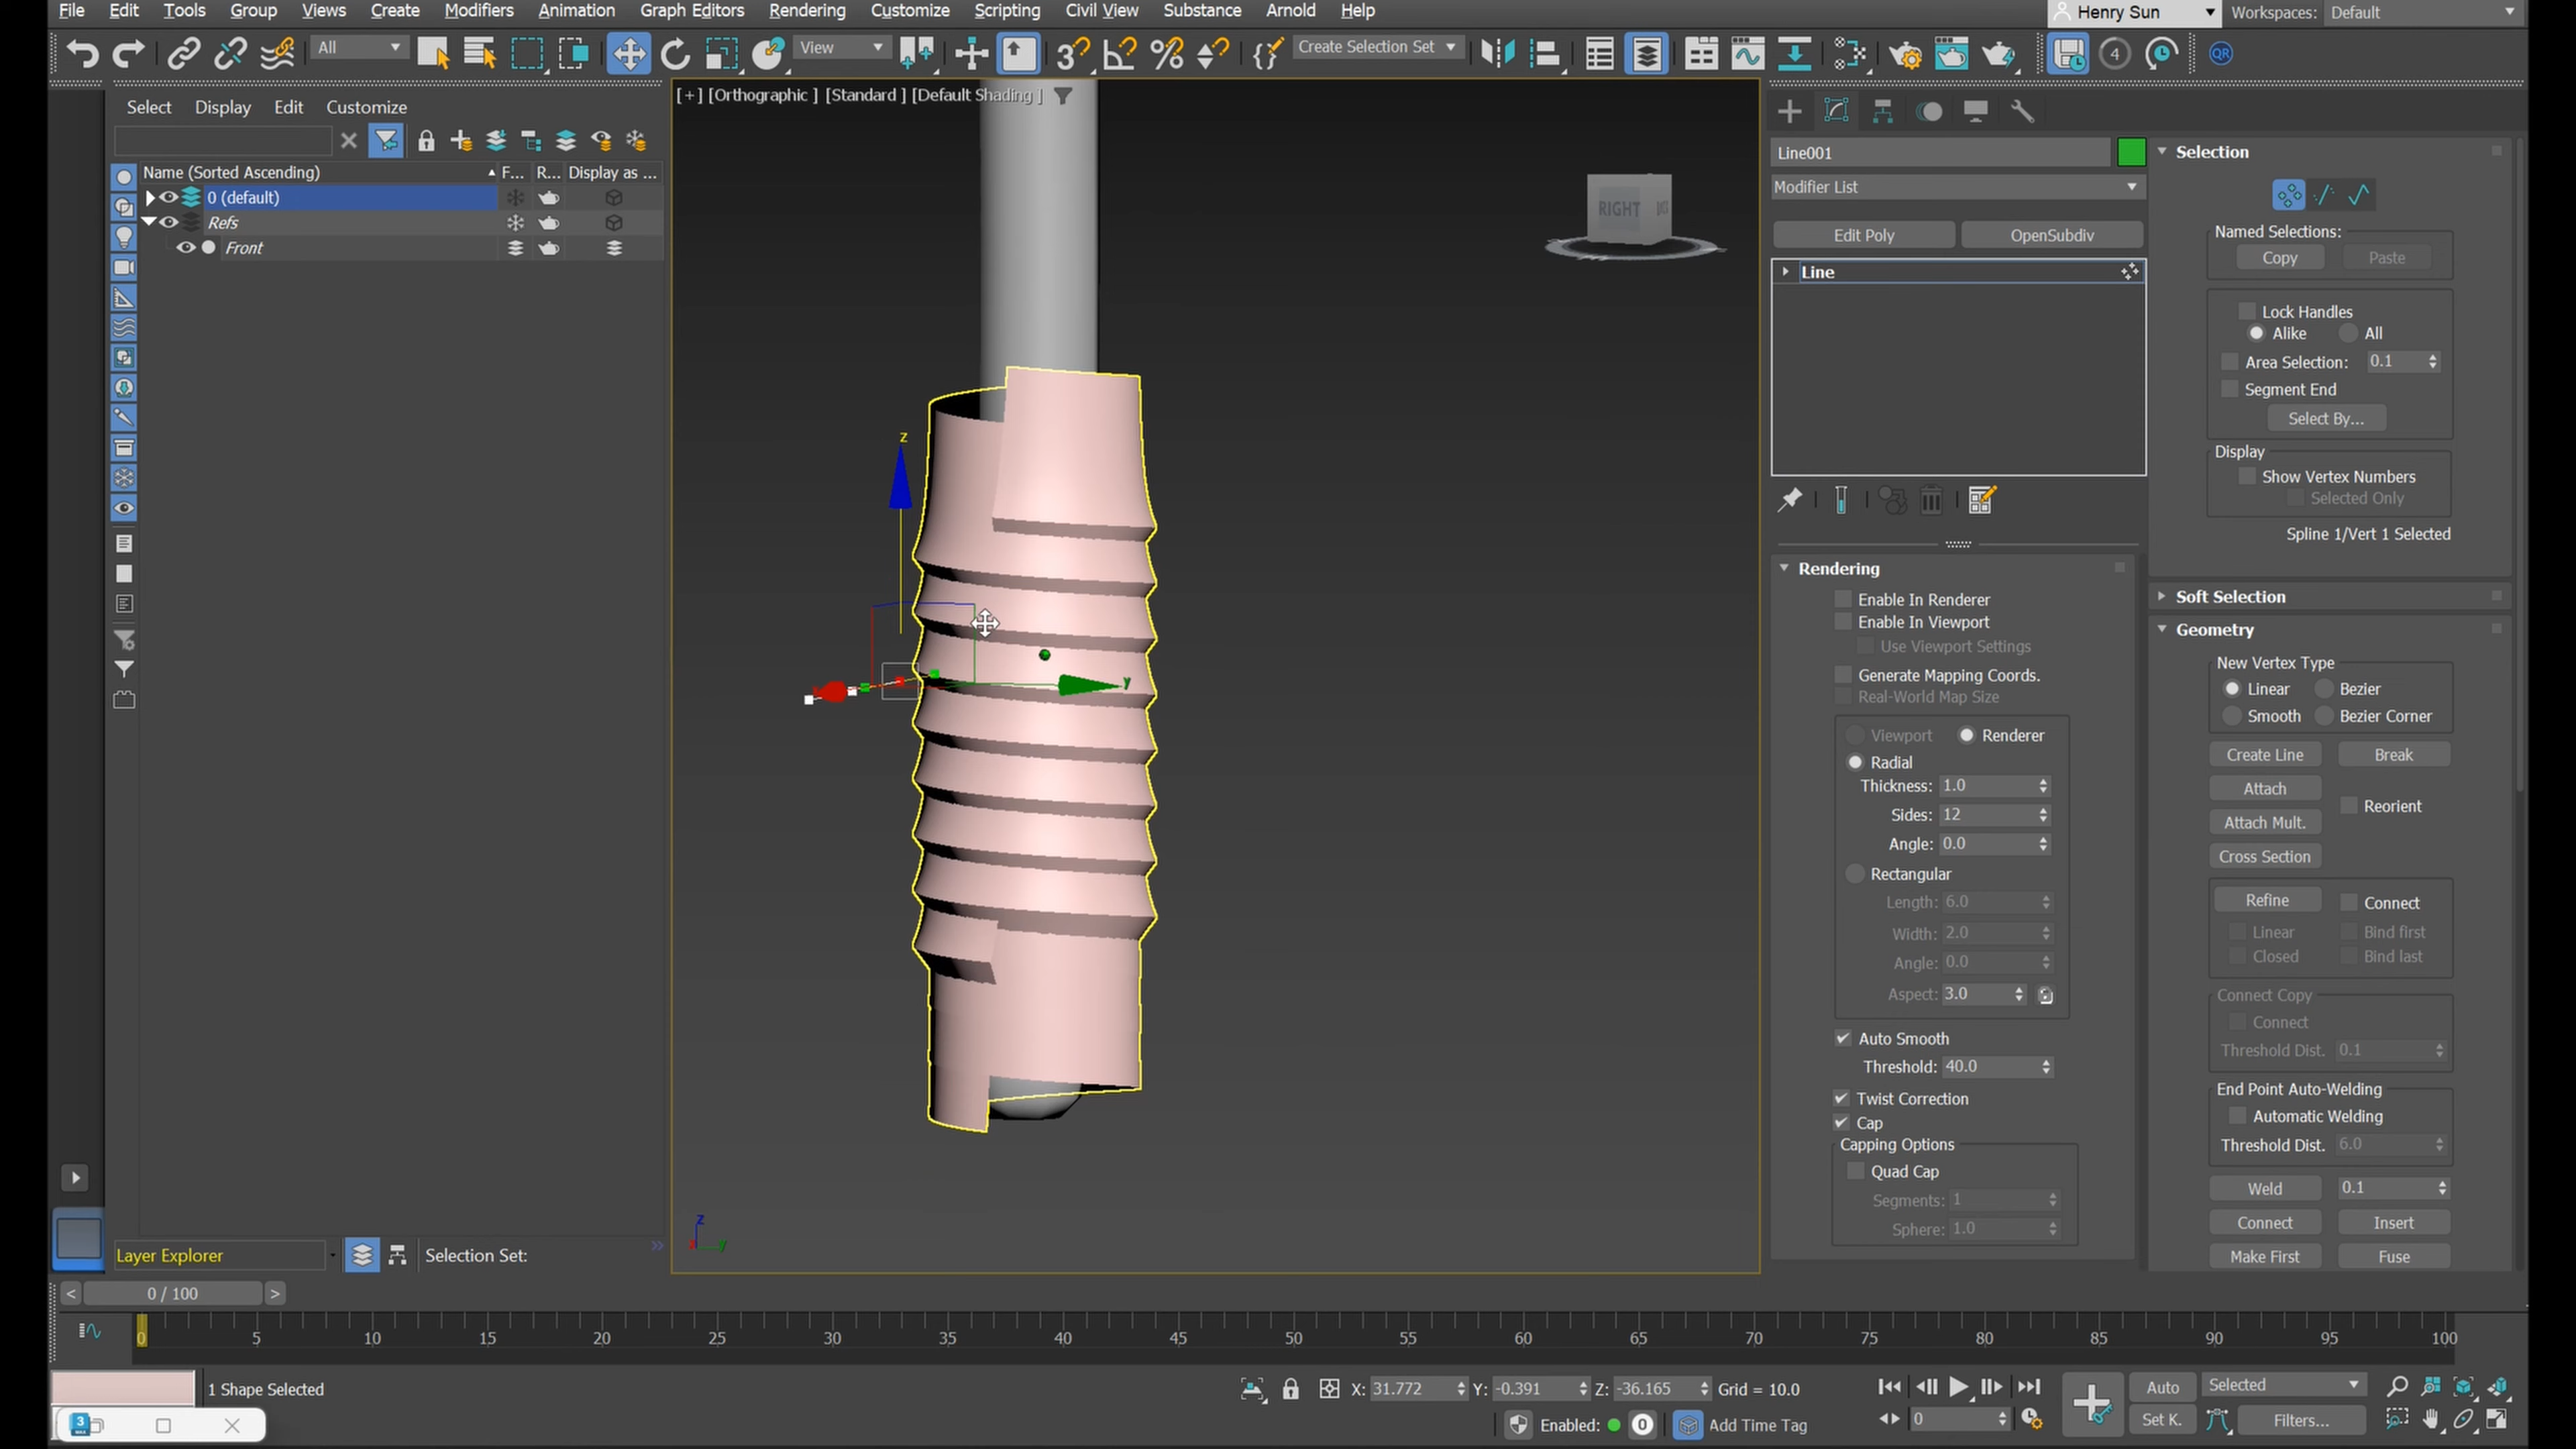 File Edit Tools Group Views Create Modifiers Animation Graph Editors Rendering Customize Scripting Civil View Substance Arnold Help
Henry Sun Workspaces: Default
All View Create Selection Set 4 QR
Select Display Edit Customize
Name (Sorted Ascending) F... R... Display as ...
0 (default)
Refs
Front
Layer Explorer Selection Set:
[+] [Orthographic ] [Standard ] [Default Shading ]
RIGHT
z
y
z
x y
Line001
Modifier List
Edit Poly OpenSubdiv
Line
Rendering
Enable In Renderer
Enable In Viewport
Use Viewport Settings
Generate Mapping Coords.
Real-World Map Size
Viewport Renderer
Radial
Thickness: 1.0
Sides: 12
Angle: 0.0
Rectangular
Length: 6.0
Width: 2.0
Angle: 0.0
Aspect: 3.0
Auto Smooth
Threshold: 40.0
Twist Correction
Cap
Capping Options
Quad Cap
Segments: 1
Sphere: 1.0
Selection
Named Selections:
Copy Paste
Lock Handles
Alike All
Area Selection: 0.1
Segment End
Select By...
Display
Show Vertex Numbers
Selected Only
Spline 1/Vert 1 Selected
Soft Selection
Geometry
New Vertex Type
Linear Bezier
Smooth Bezier Corner
Create Line Break
Attach
Reorient
Attach Mult.
Cross Section
Refine Connect
Linear Bind first
Closed Bind last
Connect Copy
Connect
Threshold Dist. 0.1
End Point Auto-Welding
Automatic Welding
Threshold Dist. 6.0
Weld 0.1
Connect Insert
Make First Fuse
< 0 / 100 >
0 5 10 15 20 25 30 35 40 45 50 55 60 65 70 75 80 85 90 95 100
1 Shape Selected
X: 31.772 Y: -0.391 Z: -36.165 Grid = 10.0
Auto Selected
Enabled: 0 Add Time Tag
0 Set K. Filters...